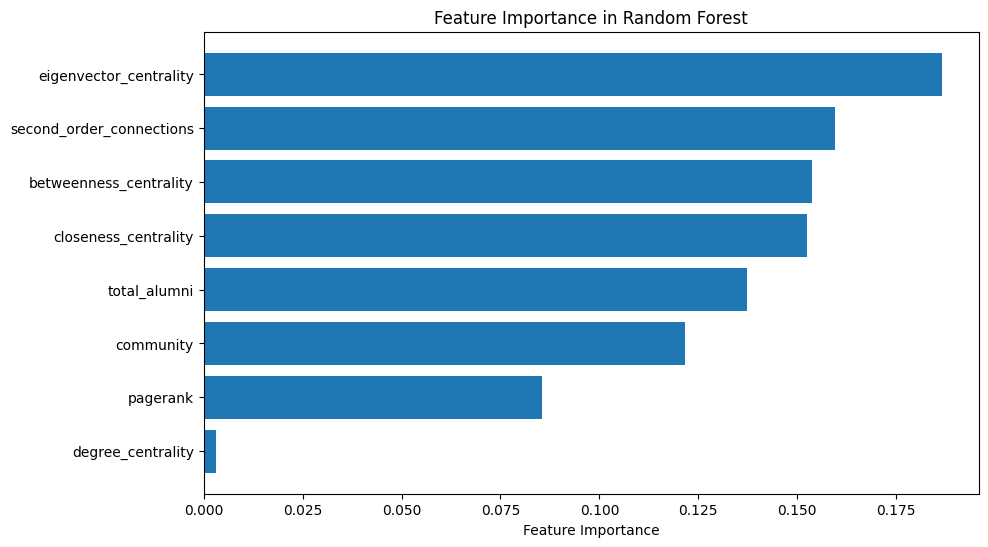 Feature Importance in Random Forest
eigenvector_centrality
second_order_connections
betweenness_centrality
closeness_centrality
total_alumni
community
pagerank
degree_centrality
0.000 0.025 0.050 0.075 0.100 0.125 0.150 0.175
Feature Importance